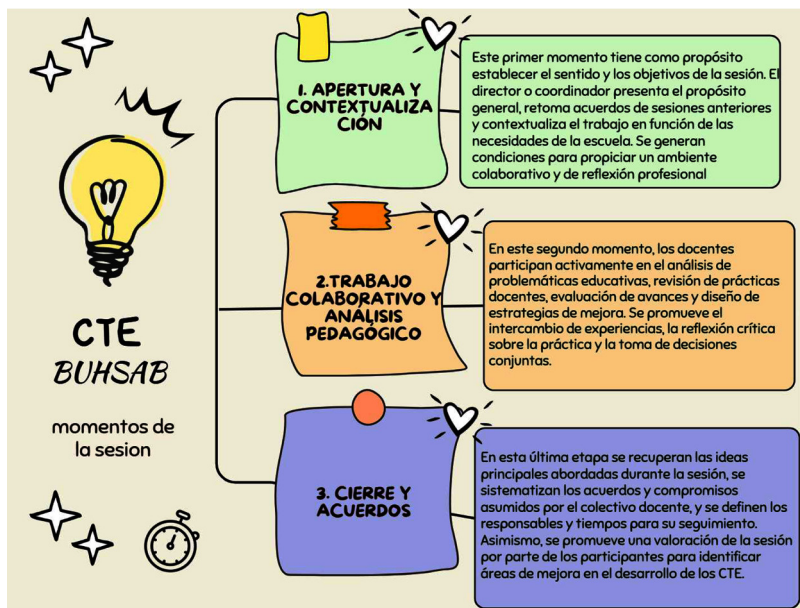 CTE
BUHSAB
momentos de
la sesion
1. APERTURA Y
CONTEXTUALIZA
CIÓN
Este primer momento tiene como propósito
establecer el sentido y los objetivos de la sesión. El
director o coordinador presenta el propósito
general, retoma acuerdos de sesiones anteriores
y contextualiza el trabajo en función de las
necesidades de la escuela. Se generan
condiciones para propiciar un ambiente
colaborativo y de reflexión profesional
2.TRABAJO
COLABORATIVO Y
ANÁLISIS
PEDAGÓGICO
En este segundo momento, los docentes
participan activamente en el análisis de
problemáticas educativas, revisión de prácticas
docentes, evaluación de avances y diseño de
estrategias de mejora. Se promueve el
intercambio de experiencias, la reflexión crítica
sobre la práctica y la toma de decisiones
conjuntas.
3. CIERRE Y
ACUERDOS
En esta última etapa se recuperan las ideas
principales abordadas durante la sesión, se
sistematizan los acuerdos y compromisos
asumidos por el colectivo docente, y se definen los
responsables y tiempos para su seguimiento.
Asimismo, se promueve una valoración de la sesión
por parte de los participantes para identificar
áreas de mejora en el desarrollo de los CTE.